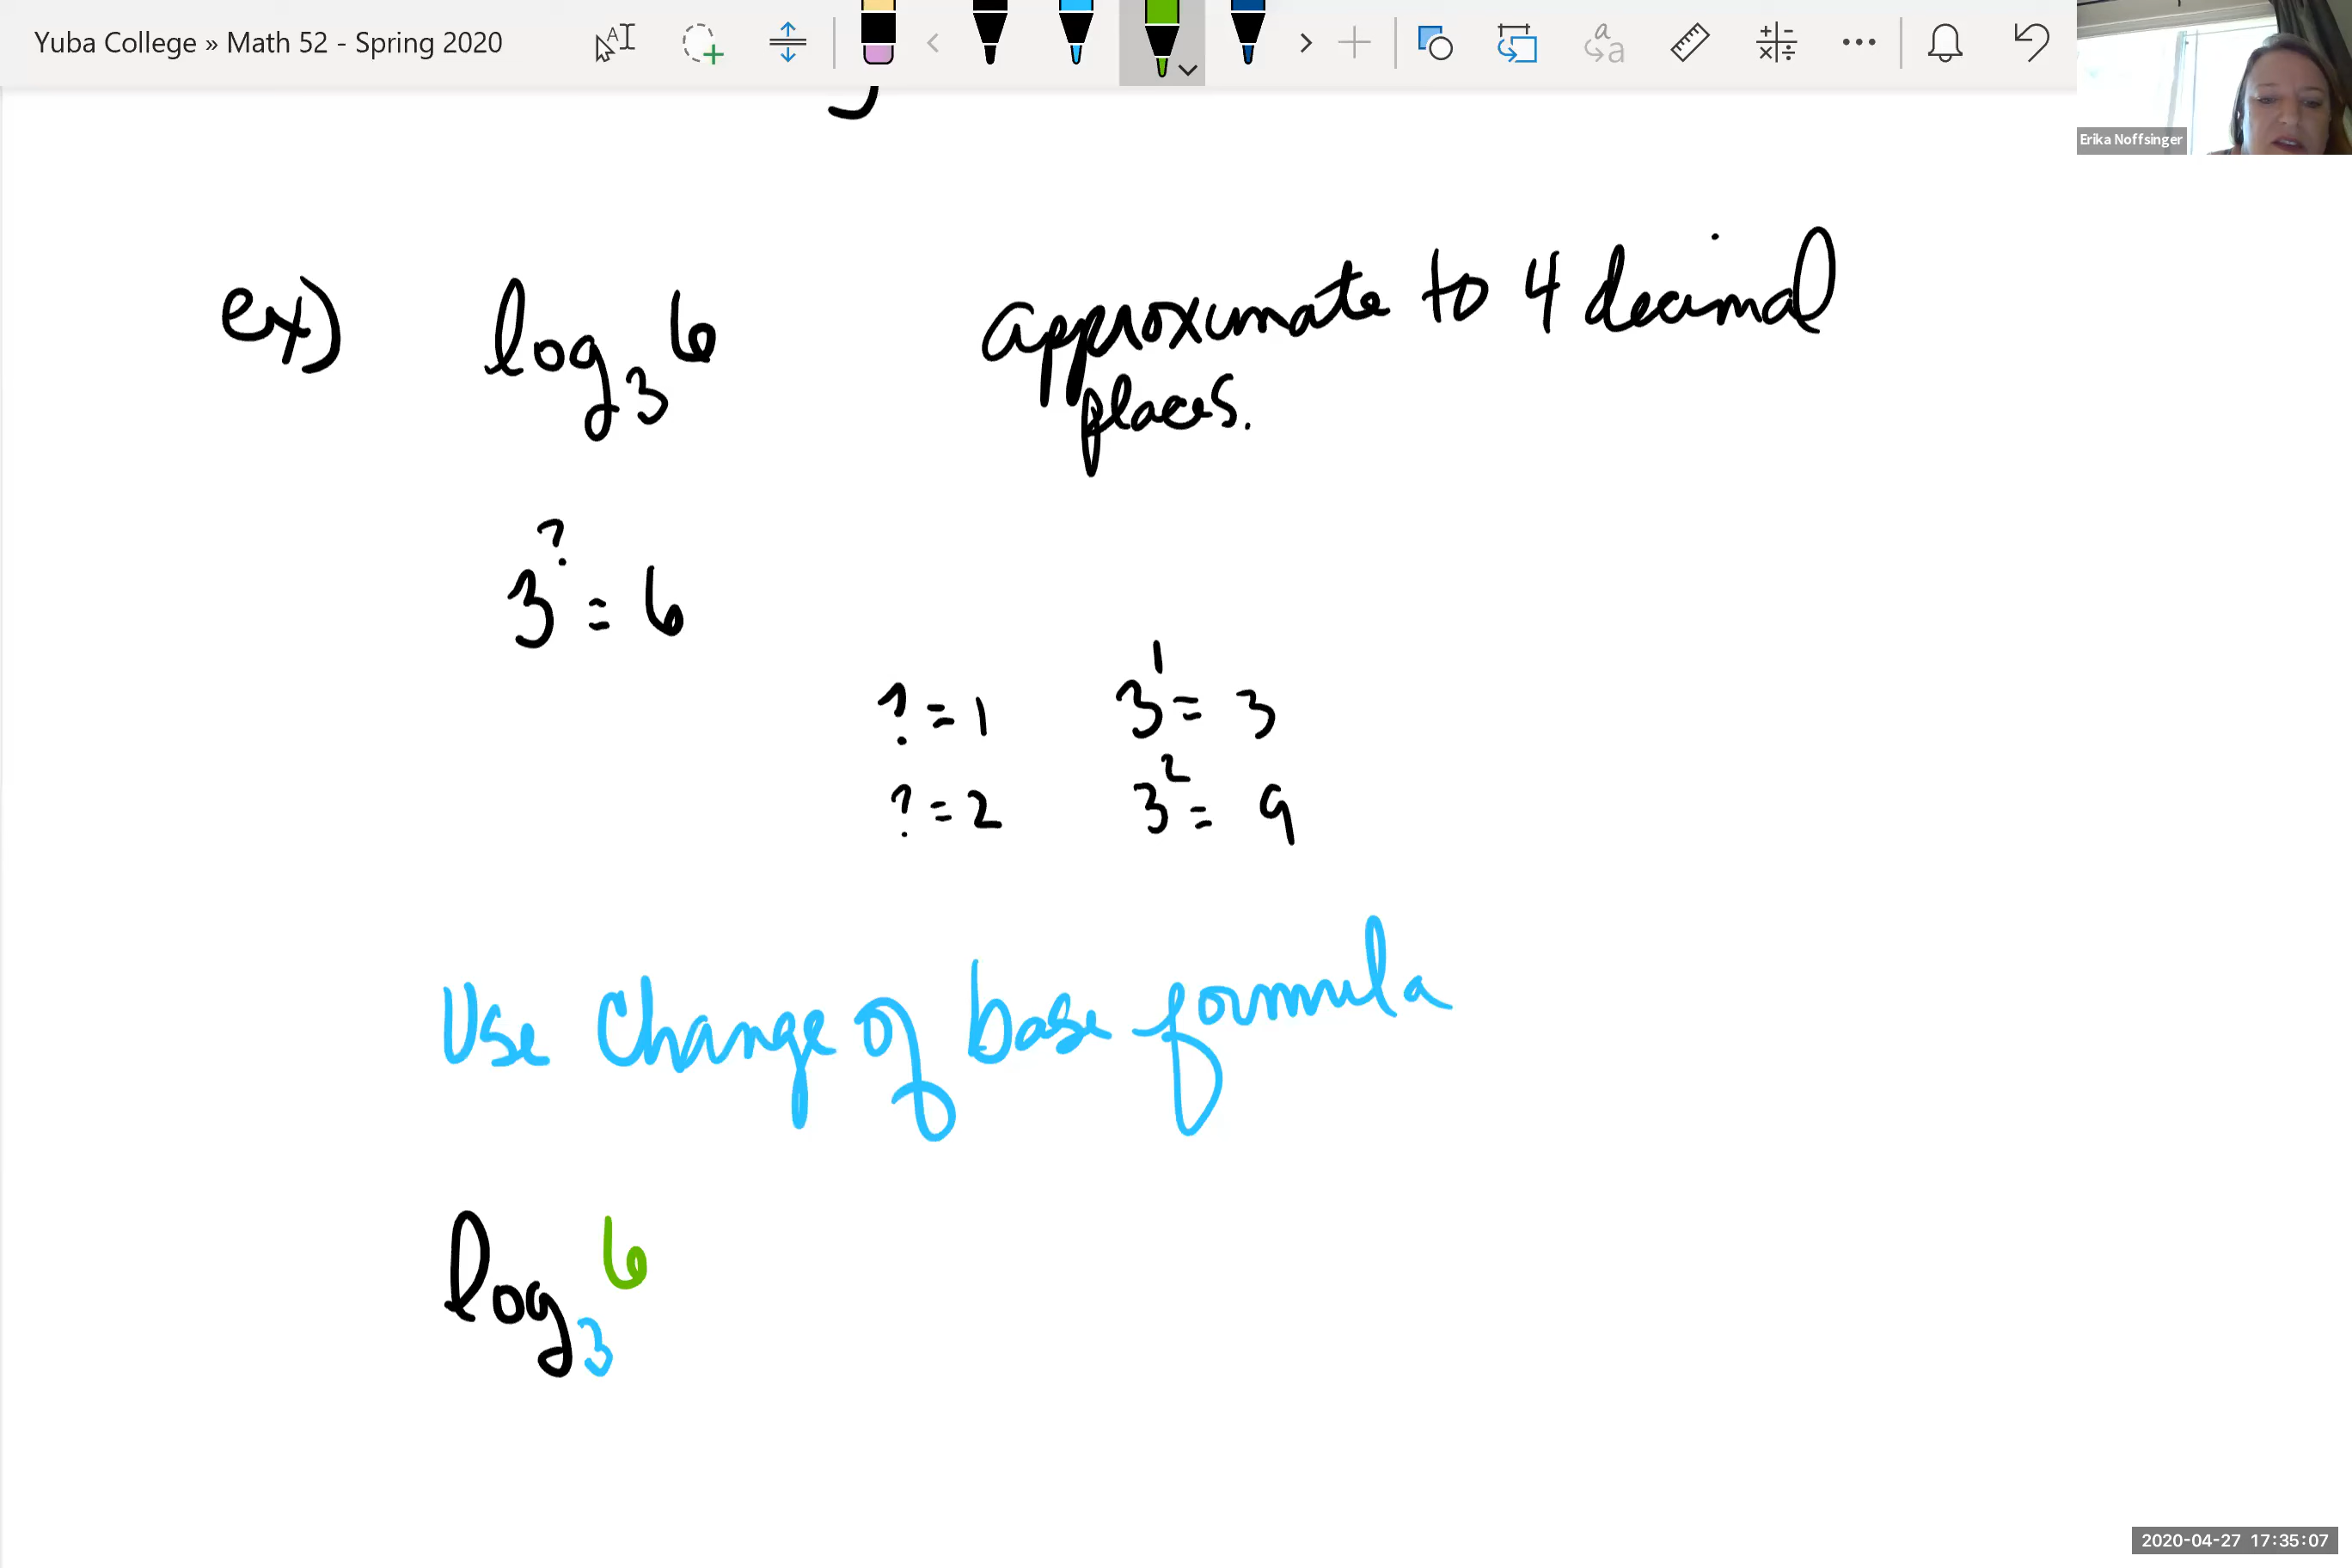 Yuba College » Math 52 - Spring 2020
Erika Noffsinger
ex) log₃ 6 approximate to 4 decimal
places.
3^? = 6
? = 1 3¹ = 3
? = 2 3² = 9
Use Change of base formula
log₃ 6
2020-04-27 17:35:07